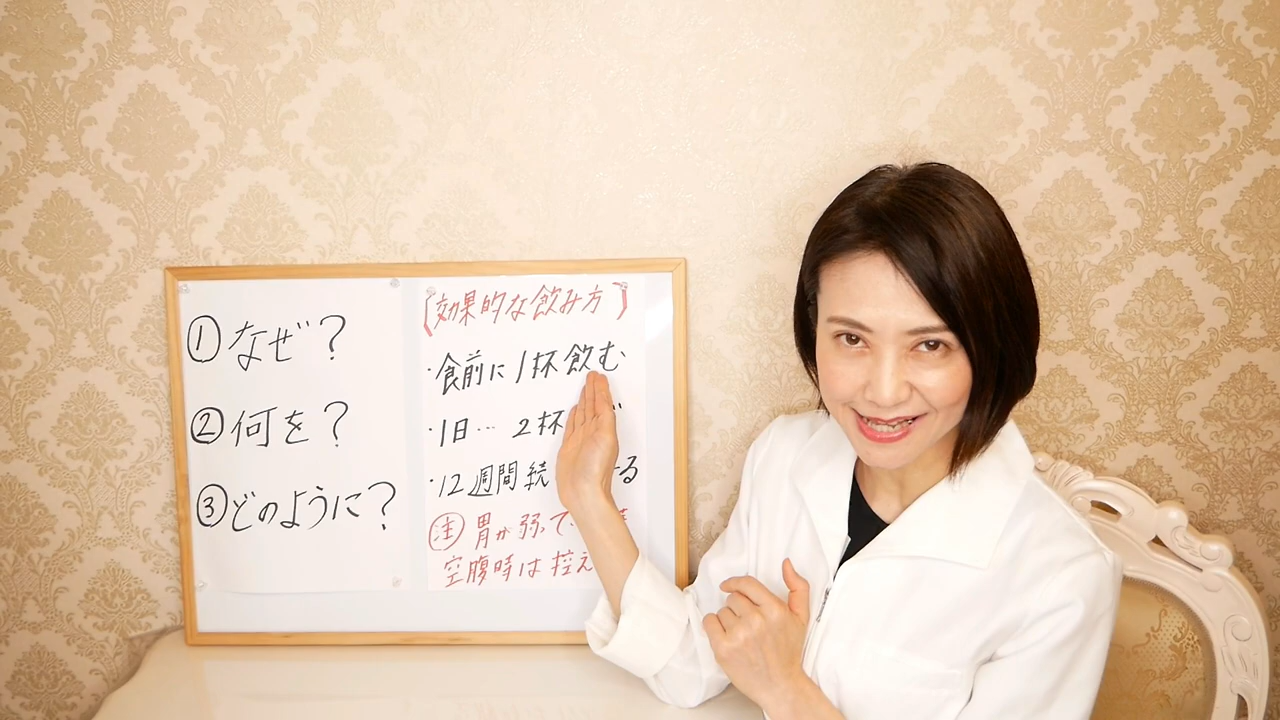 ①なぜ？
②何を？
③どのように？
【効果的な飲み方】
・食前に1杯飲む
・1日… 2杯
・12週間続 る
㊟胃が弱って
空腹時は控え